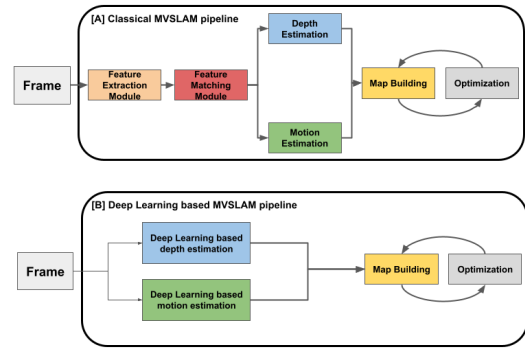 [A] Classical MVSLAM pipeline
Frame
Feature
Extraction
Module
Feature
Matching
Module
Depth
Estimation
Motion
Estimation
Map Building
Optimization
[B] Deep Learning based MVSLAM pipeline
Frame
Deep Learning based
depth estimation
Deep Learning based
motion estimation
Map Building
Optimization